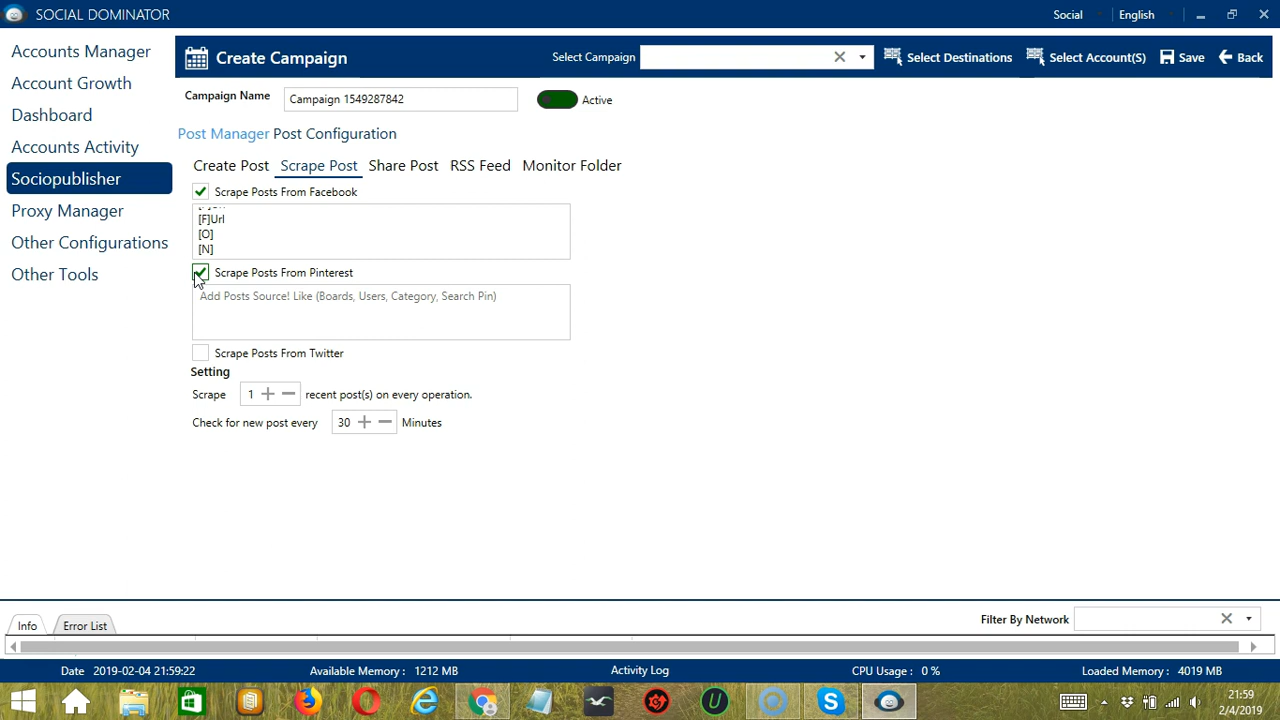 SOCIAL DOMINATOR
Social
English
Accounts Manager
Account Growth
Dashboard
Accounts Activity
Sociopublisher
Proxy Manager
Other Configurations
Other Tools
Create Campaign
Select Campaign
Select Destinations
Select Account(S)
Save
Back
Campaign Name
Campaign 1549287842
Active
Post Manager Post Configuration
Create Post Scrape Post Share Post RSS Feed Monitor Folder
Scrape Posts From Facebook
[F]Url
[O]
[N]
Scrape Posts From Pinterest
Add Posts Source! Like (Boards, Users, Category, Search Pin)
Scrape Posts From Twitter
Setting
Scrape 1 recent post(s) on every operation.
Check for new post every 30 Minutes
Info
Error List
Filter By Network
Date 2019-02-04 21:59:22
Available Memory : 1212 MB
Activity Log
CPU Usage : 0 %
Loaded Memory : 4019 MB
21:59
2/4/2019